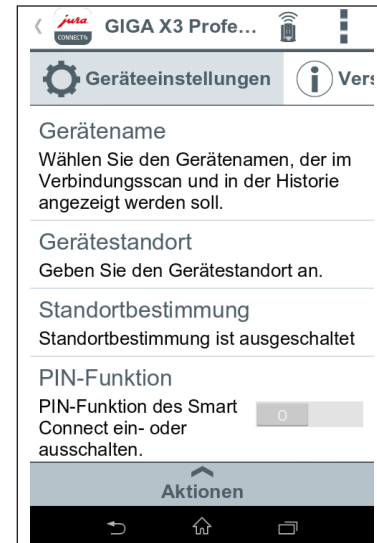 jura
CONNECT
GIGA X3 Profe...
Geräteeinstellungen
i
Vers
Gerätename
Wählen Sie den Gerätenamen, der im
Verbindungsscan und in der Historie
angezeigt werden soll.
Gerätestandort
Geben Sie den Gerätestandort an.
Standortbestimmung
Standortbestimmung ist ausgeschaltet
PIN-Funktion
PIN-Funktion des Smart
Connect ein- oder
ausschalten.
O
Aktionen